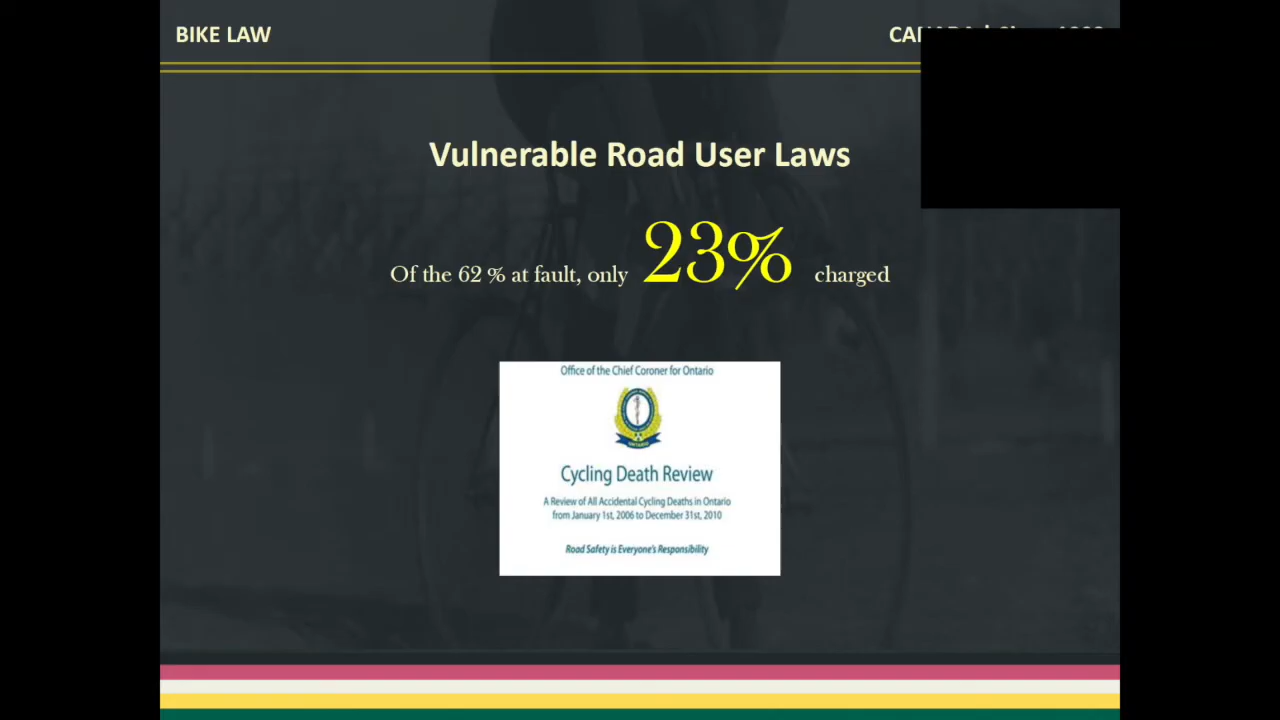 BIKE LAW
Vulnerable Road User Laws
Of the 62 % at fault, only 23% charged
Office of the Chief Coroner for Ontario
ONTARIO
Cycling Death Review
A Review of All Accidental Cycling Deaths in Ontario
from January 1st, 2006 to December 31st, 2010
Road Safety is Everyone's Responsibility